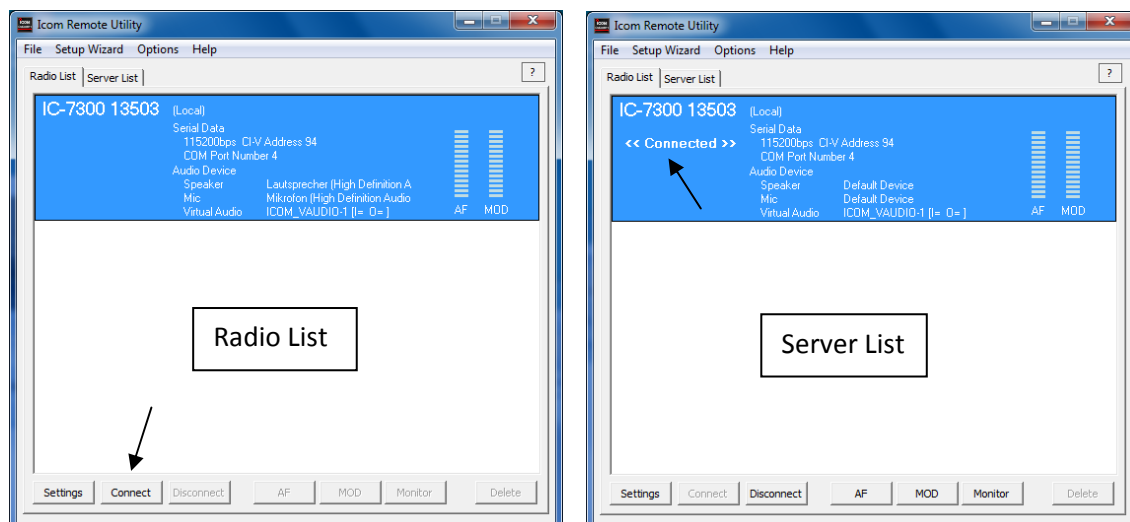 Icom Remote Utility
File Setup Wizard Options Help
Radio List Server List ?
IC-7300 13503 (Local)
Serial Data
115200bps CI-V Address 94
COM Port Number 4
Audio Device
Speaker Lautsprecher (High Definition A
Mic Mikrofon (High Definition Audio
Virtual Audio ICOM_VAUDIO-1 [I= O= ] AF MOD
Radio List
Settings Connect Disconnect AF MOD Monitor Delete
Icom Remote Utility
File Setup Wizard Options Help
Radio List Server List ?
IC-7300 13503 (Local)
Serial Data
<< Connected >> 115200bps CI-V Address 94
COM Port Number 4
Audio Device
Speaker Default Device
Mic Default Device
Virtual Audio ICOM_VAUDIO-1 [I= O= ] AF MOD
Server List
Settings Connect Disconnect AF MOD Monitor Delete